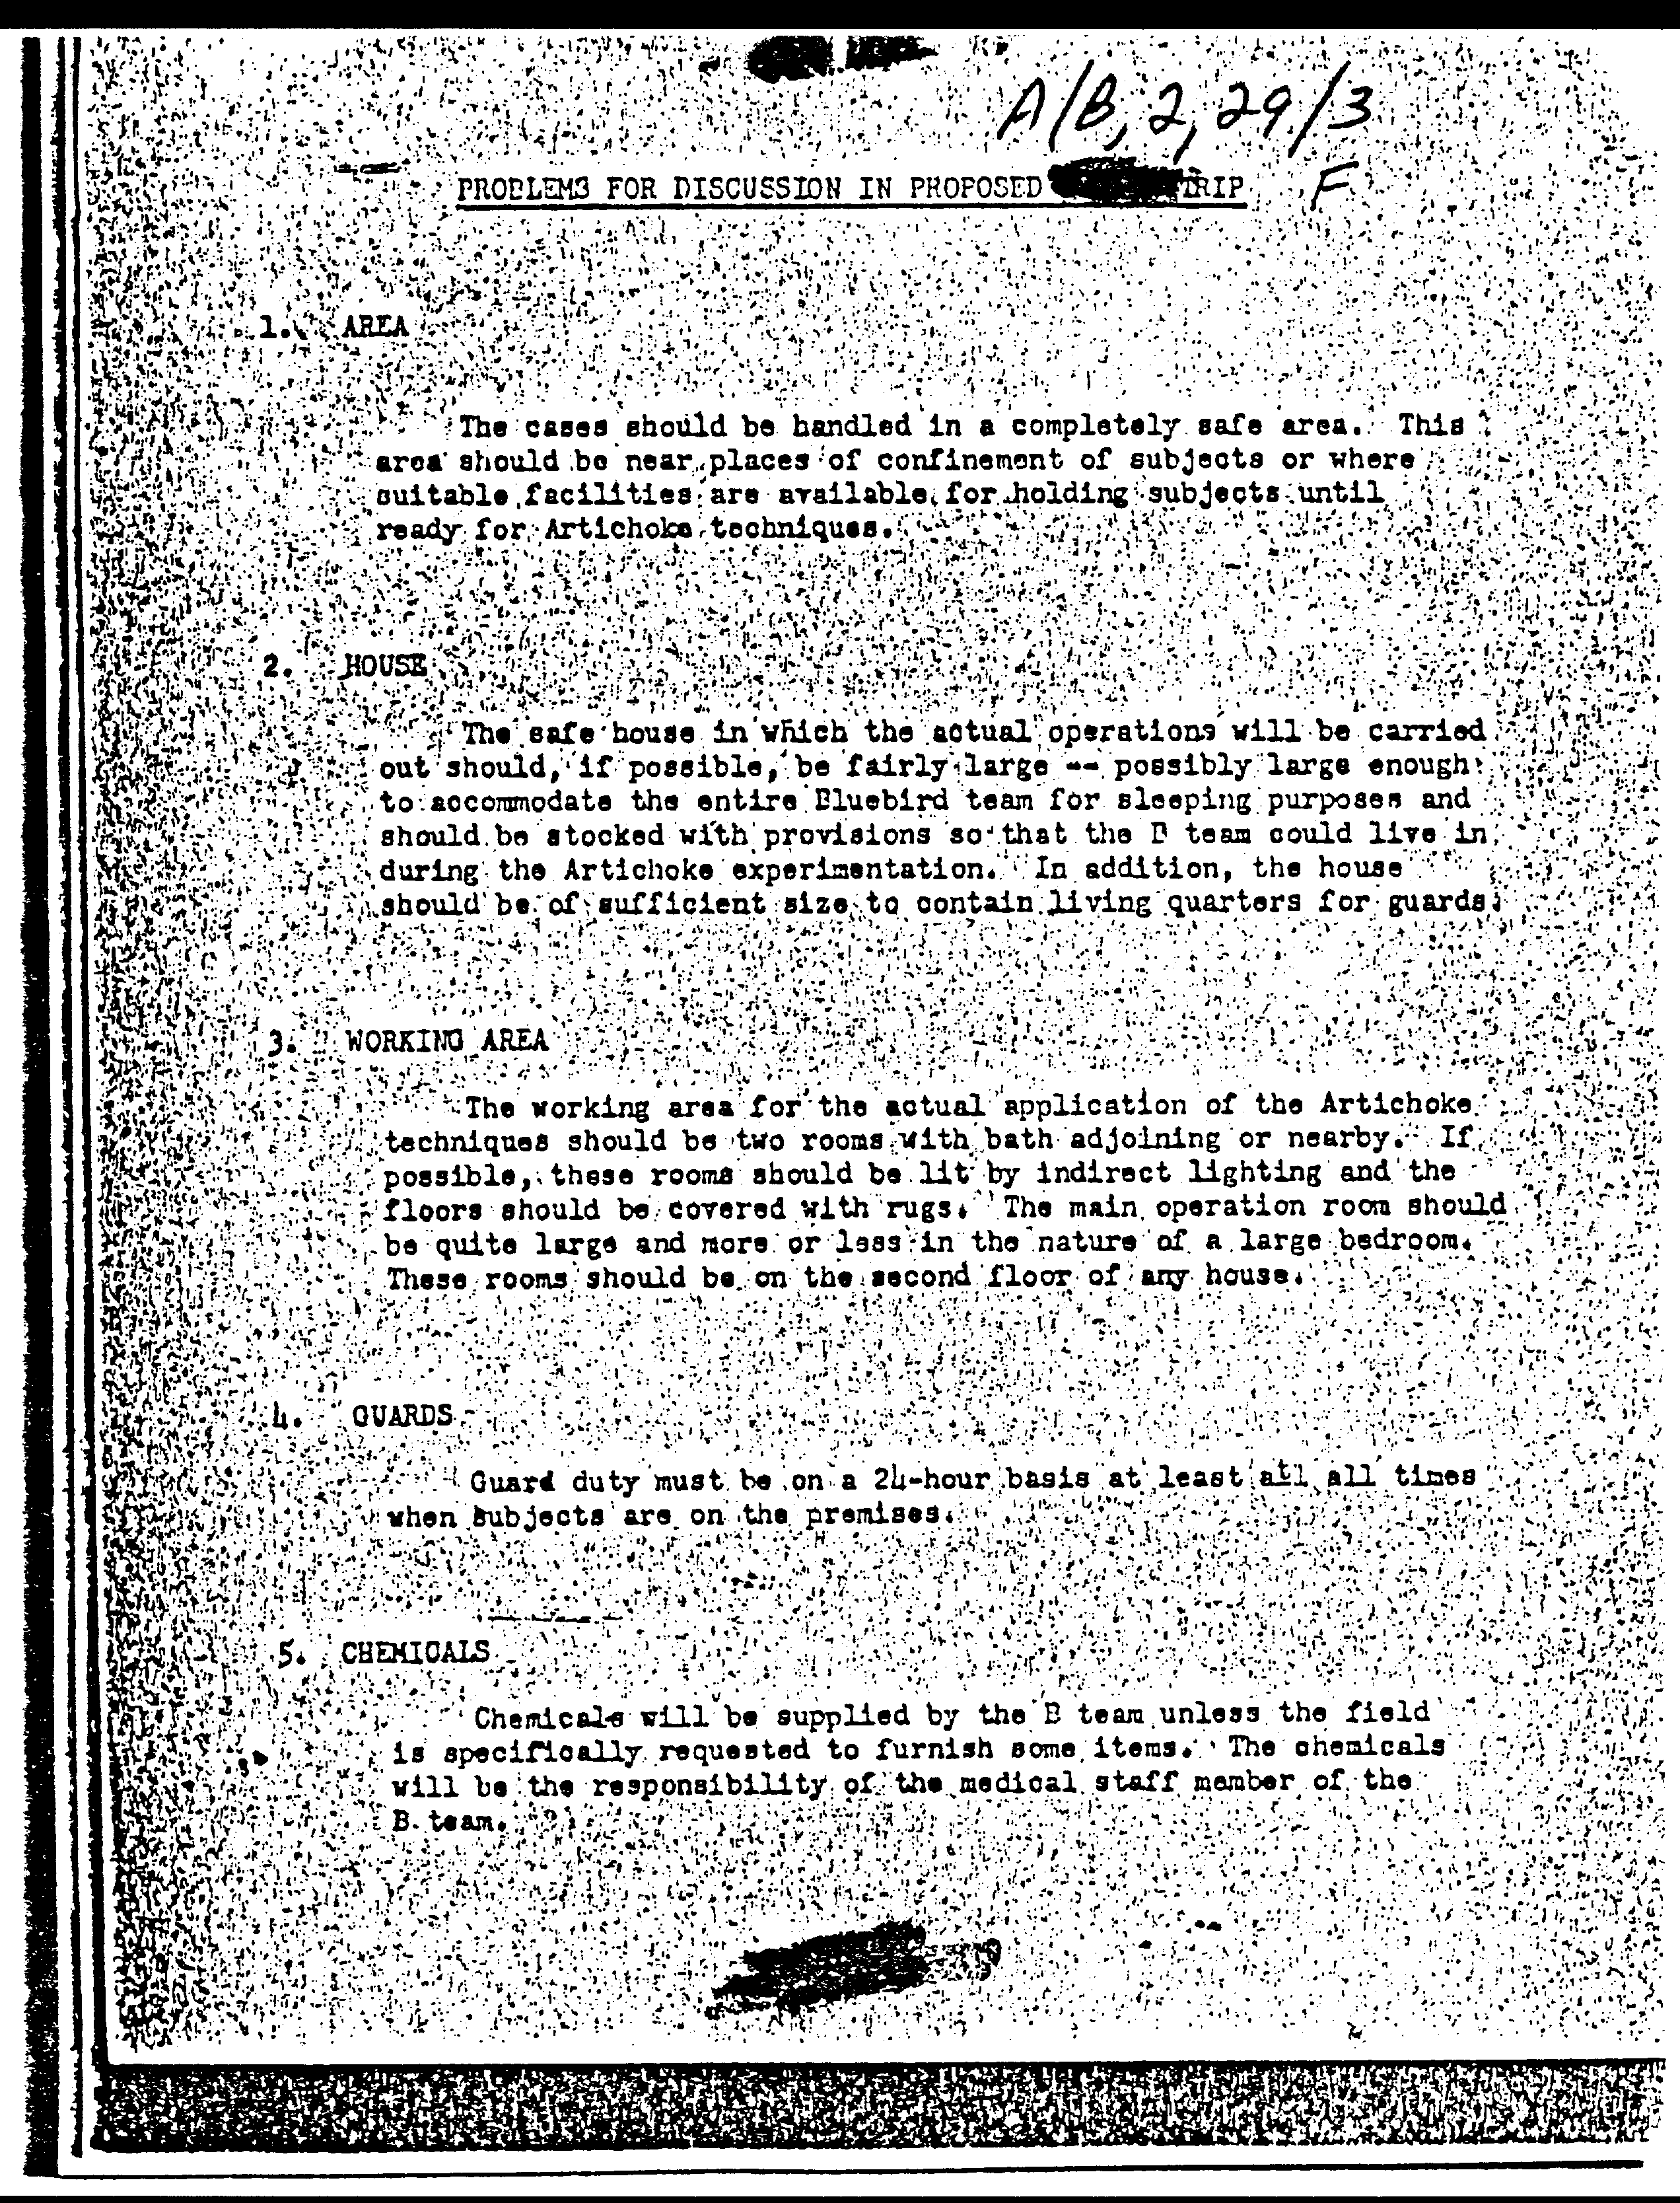 A/B, 2, 29/3
F
PROBLEMS FOR DISCUSSION IN PROPOSED TRIP
1. AREA
The cases should be handled in a completely safe area. This
area should be near places of confinement of subjects or where
suitable facilities are available for holding subjects until
ready for Artichoke techniques.
2. HOUSE
The safe house in which the actual operations will be carried
out should, if possible, be fairly large -- possibly large enough
to accommodate the entire Bluebird team for sleeping purposes and
should be stocked with provisions so that the B team could live in
during the Artichoke experimentation. In addition, the house
should be of sufficient size to contain living quarters for guards.
3. WORKING AREA
The working area for the actual application of the Artichoke
techniques should be two rooms with bath adjoining or nearby. If
possible, these rooms should be lit by indirect lighting and the
floors should be covered with rugs. The main operation room should
be quite large and more or less in the nature of a large bedroom.
These rooms should be on the second floor of any house.
4. GUARDS
Guard duty must be on a 24-hour basis at least all times
when subjects are on the premises.
5. CHEMICALS
Chemicals will be supplied by the B team unless the field
is specifically requested to furnish some items. The chemicals
will be the responsibility of the medical staff member of the
B team.